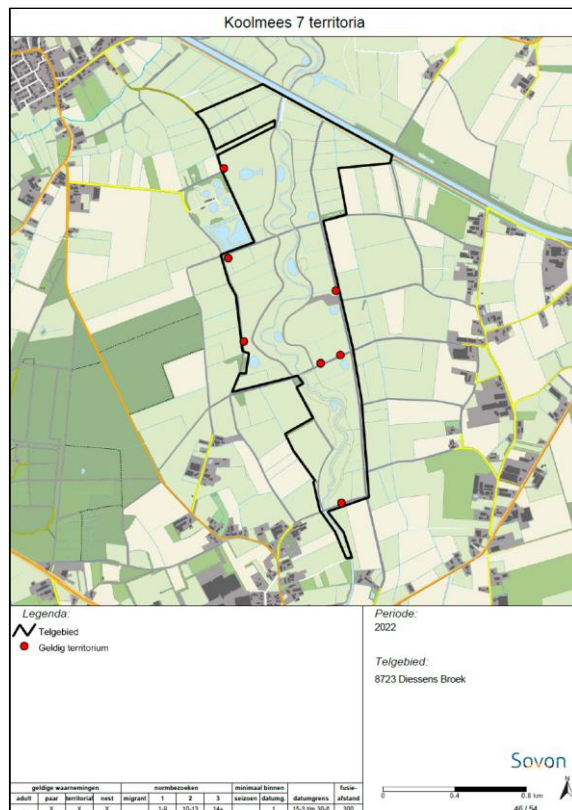 Koolmees 7 territoria
Legenda:
Telgebied
Geldig territorium
Periode:
2022
Telgebied:
8723 Diessens Broek
Sovon
0 0.4 0.8 km
N
46 / 54
geldige waarnemingen normbezoeken minimaal binnen fusie-
adult paar territoriaal nest migrant 1 2 3 seizoen datumg. datumgrens afstand
X X X 1-9 10-13 14+ 1 15-3 t/m 30-6 300